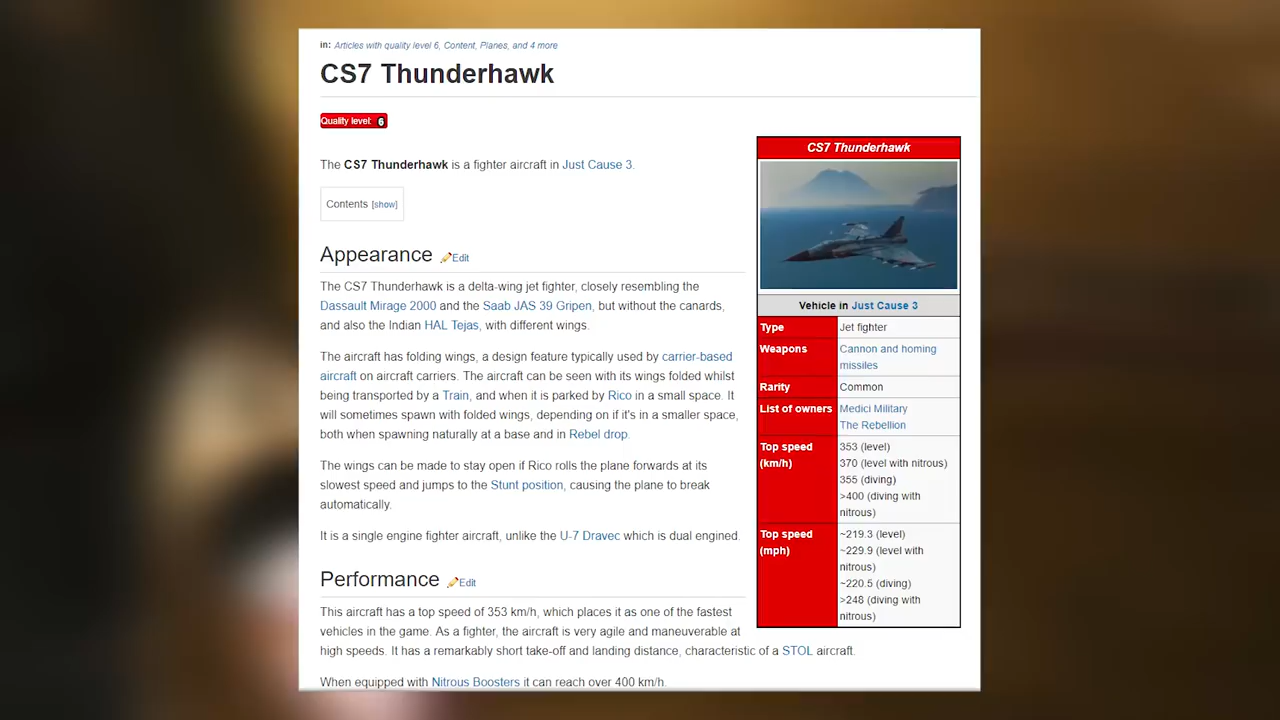 in: Articles with quality level 6, Content, Planes, and 4 more
CS7 Thunderhawk
Quality level: 6
The CS7 Thunderhawk is a fighter aircraft in Just Cause 3.
Contents [show]
Appearance Edit
The CS7 Thunderhawk is a delta-wing jet fighter, closely resembling the
Dassault Mirage 2000 and the Saab JAS 39 Gripen, but without the canards,
and also the Indian HAL Tejas, with different wings.
The aircraft has folding wings, a design feature typically used by carrier-based
aircraft on aircraft carriers. The aircraft can be seen with its wings folded whilst
being transported by a Train, and when it is parked by Rico in a small space. It
will sometimes spawn with folded wings, depending on if it's in a smaller space,
both when spawning naturally at a base and in Rebel drop.
The wings can be made to stay open if Rico rolls the plane forwards at its
slowest speed and jumps to the Stunt position, causing the plane to break
automatically.
It is a single engine fighter aircraft, unlike the U-7 Dravec which is dual engined.
Performance Edit
This aircraft has a top speed of 353 km/h, which places it as one of the fastest
vehicles in the game. As a fighter, the aircraft is very agile and maneuverable at
high speeds. It has a remarkably short take-off and landing distance, characteristic of a STOL aircraft.
When equipped with Nitrous Boosters it can reach over 400 km/h.
CS7 Thunderhawk
Vehicle in Just Cause 3
Type Jet fighter
Weapons Cannon and homing
missiles
Rarity Common
List of owners Medici Military
The Rebellion
Top speed 353 (level)
(km/h) 370 (level with nitrous)
355 (diving)
>400 (diving with
nitrous)
Top speed ~219.3 (level)
(mph) ~229.9 (level with
nitrous)
~220.5 (diving)
>248 (diving with
nitrous)